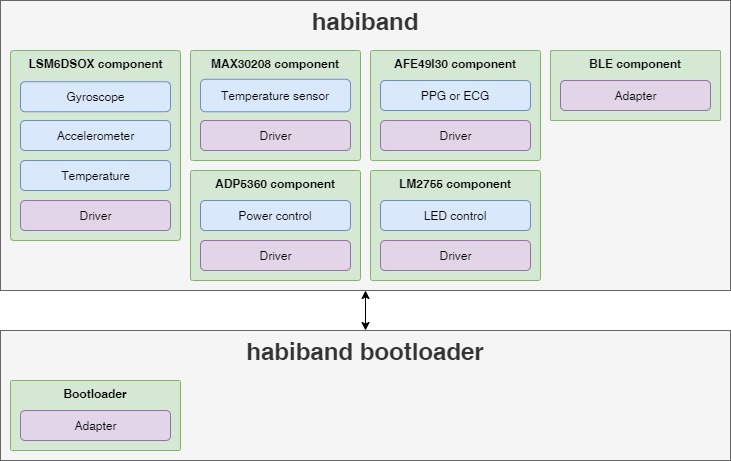 habiband
LSM6DSOX component
Gyroscope
Accelerometer
Temperature
Driver
MAX30208 component
Temperature sensor
Driver
AFE49I30 component
PPG or ECG
Driver
BLE component
Adapter
ADP5360 component
Power control
Driver
LM2755 component
LED control
Driver
habiband bootloader
Bootloader
Adapter